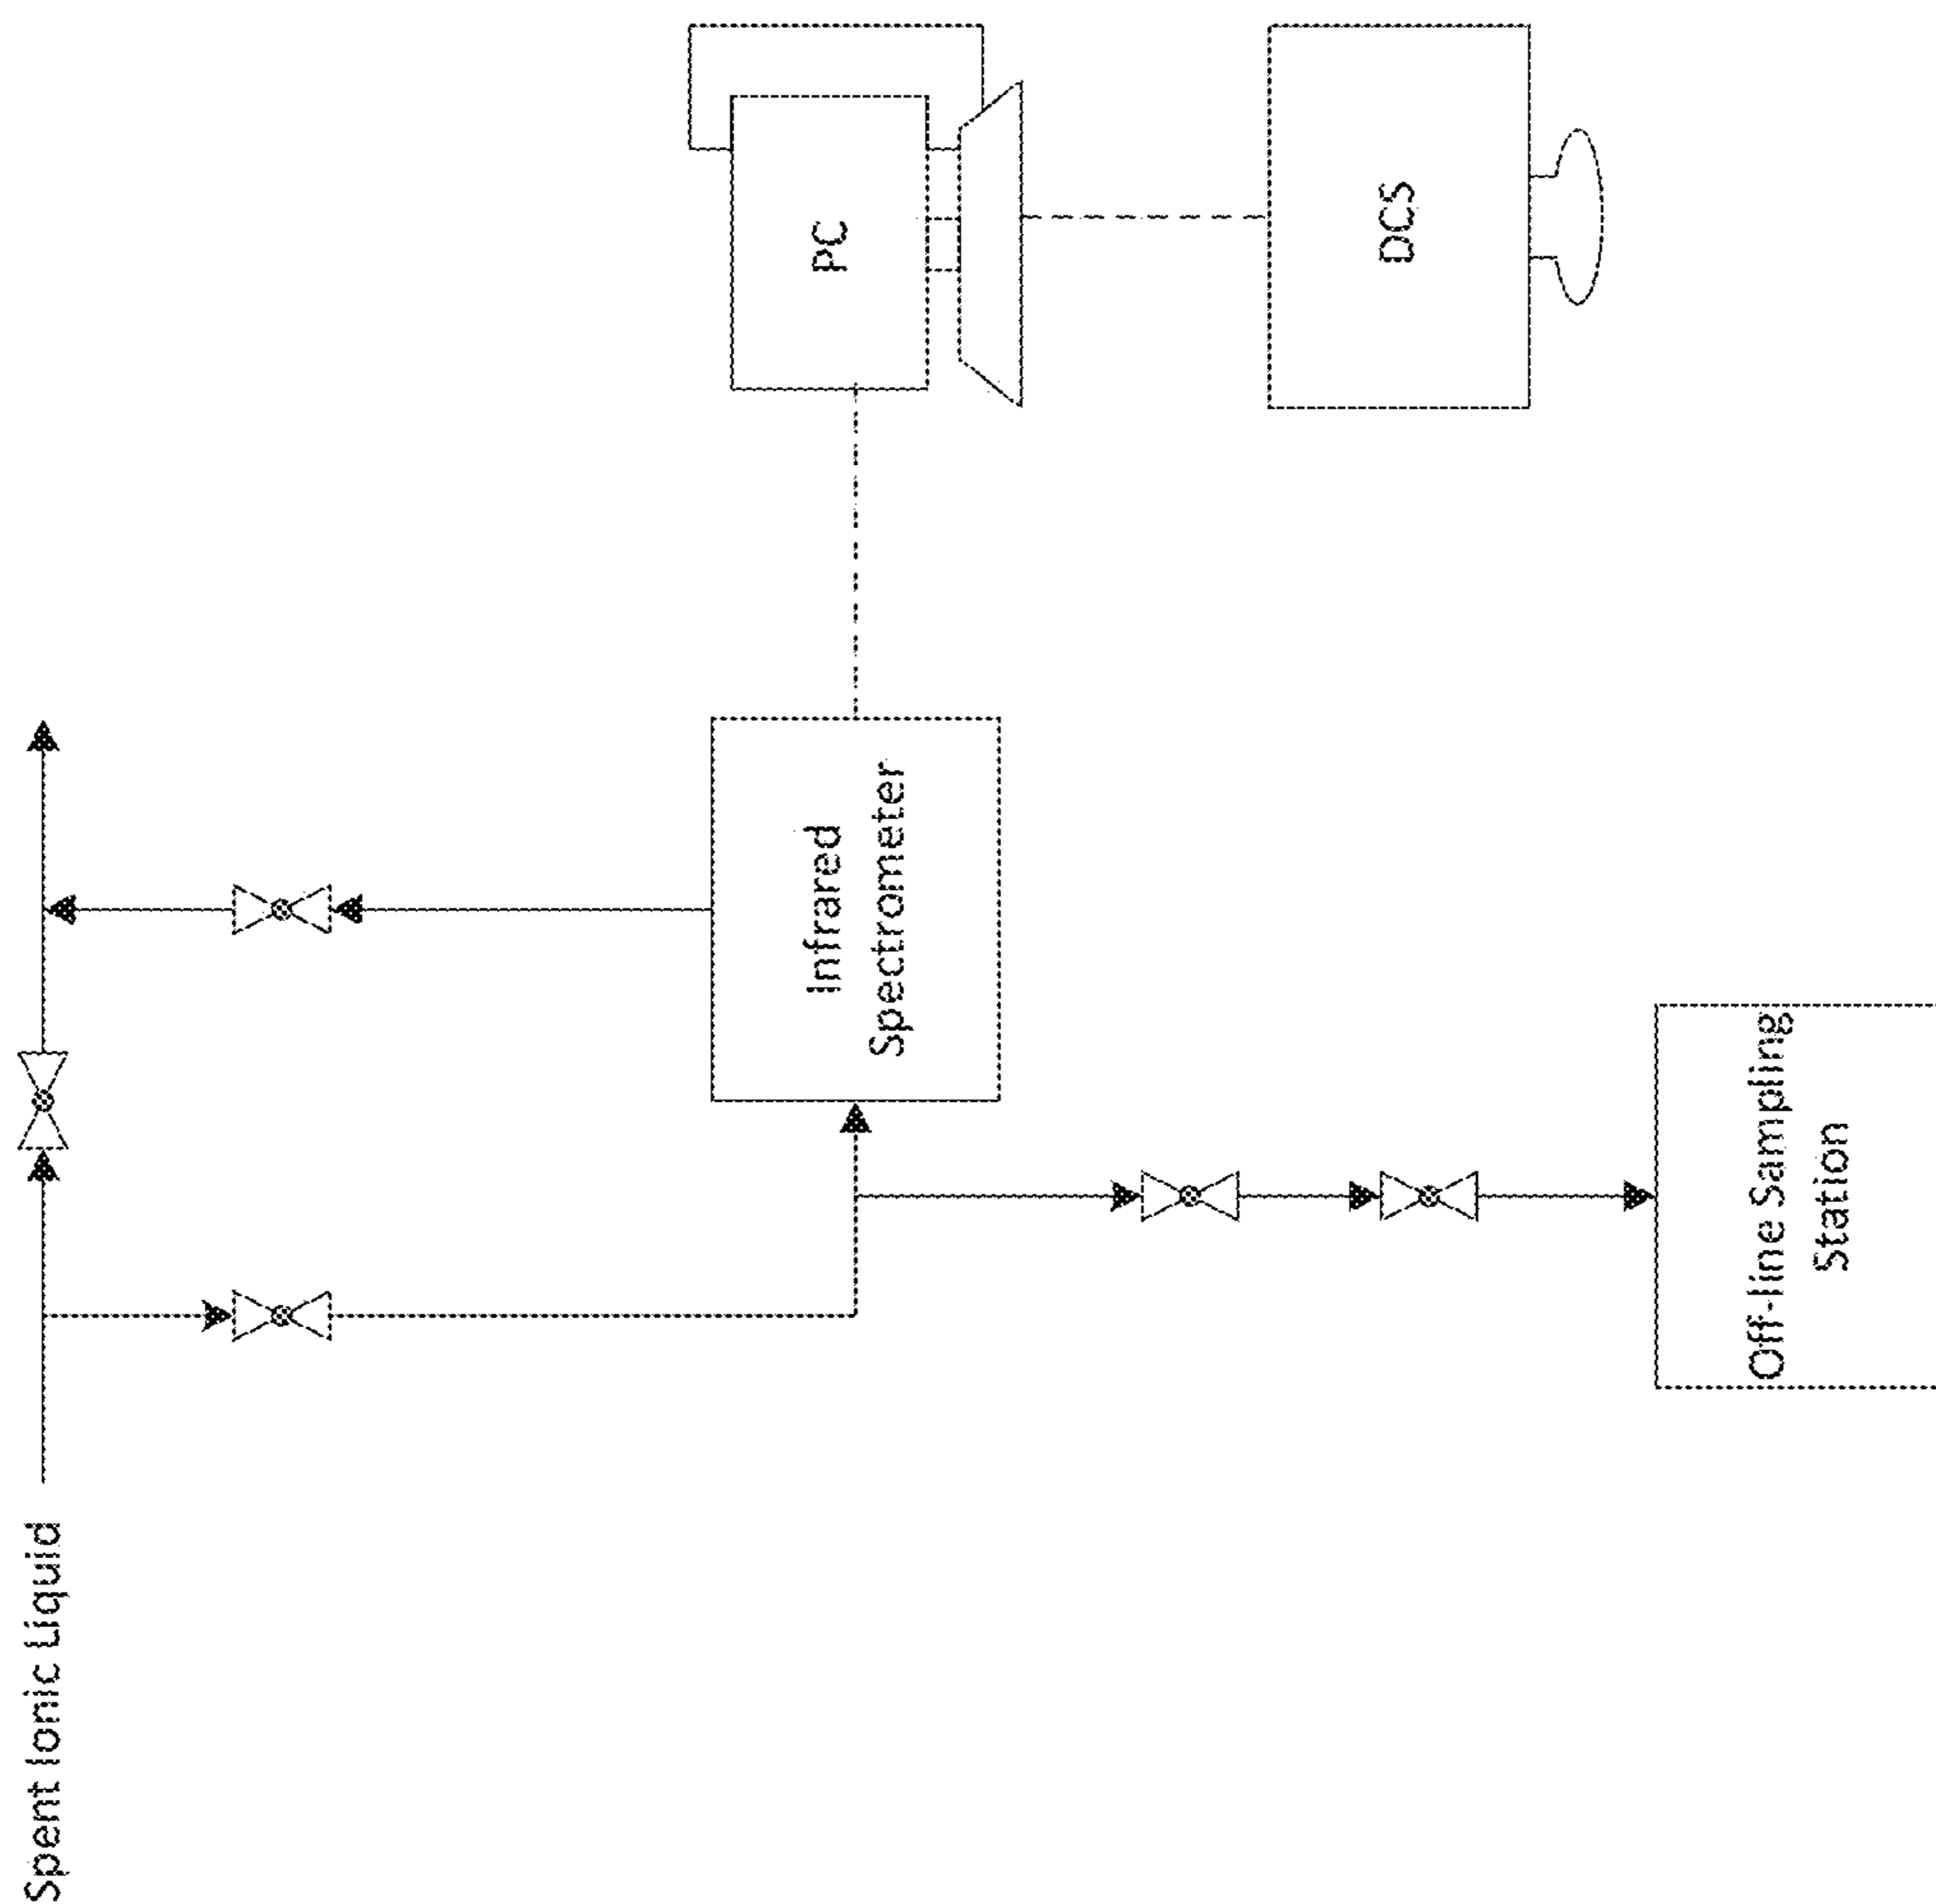 Spent Ionic Liquid
Infrared
Spectrometer
PC
DCS
Off-line Sampling
Station